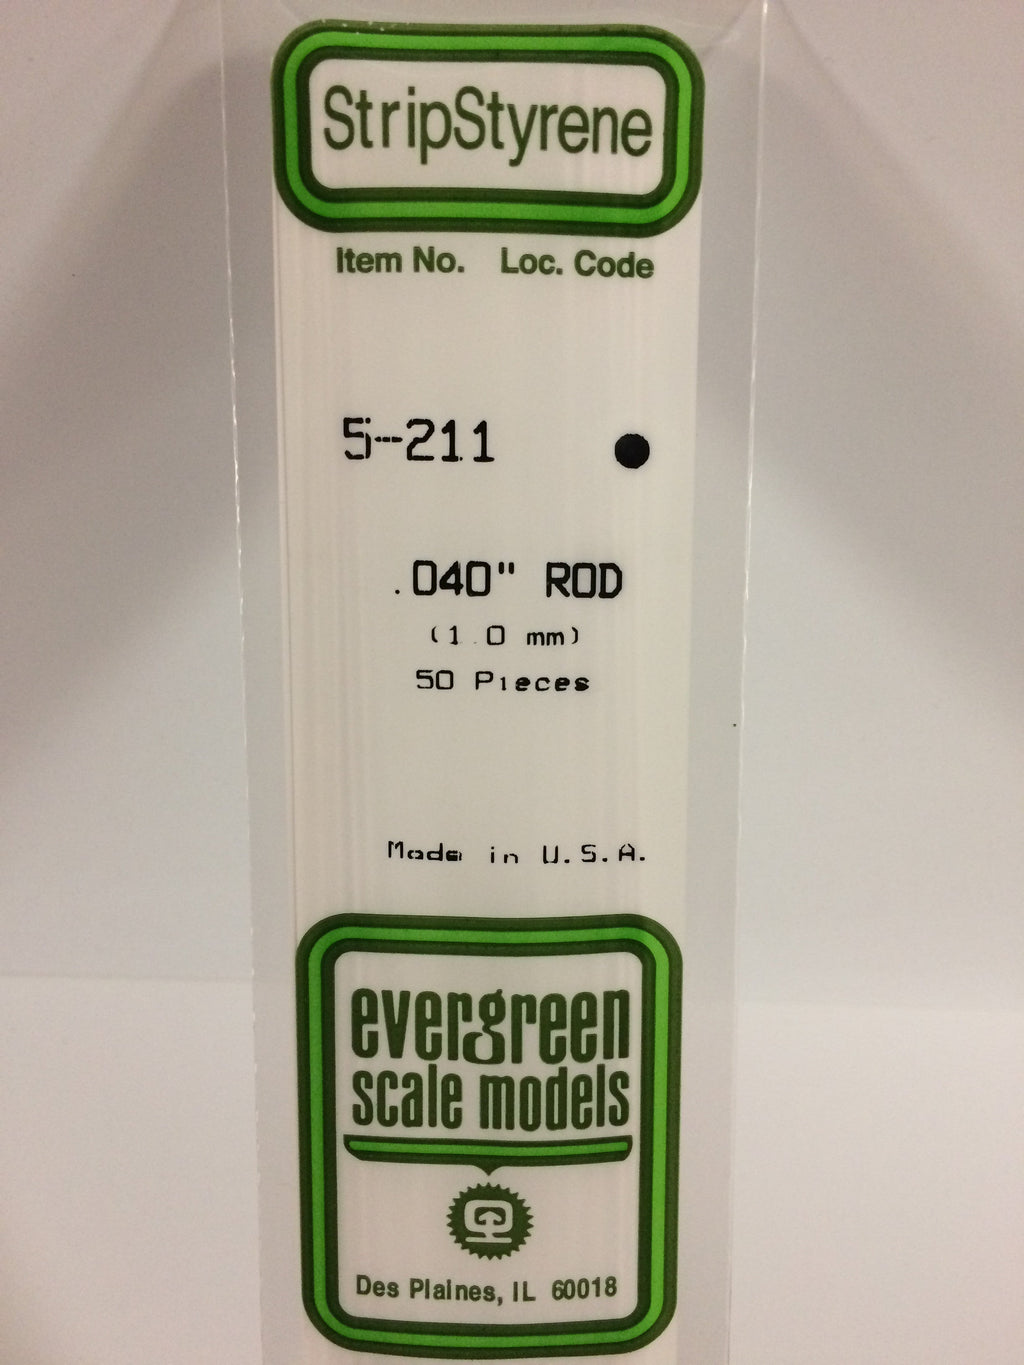 StripStyrene
Item No. Loc. Code
5-211
.040" ROD
(1.0 mm)
50 Pieces
Made in U.S.A.
evergreen
scale models
Des Plaines, IL 60018